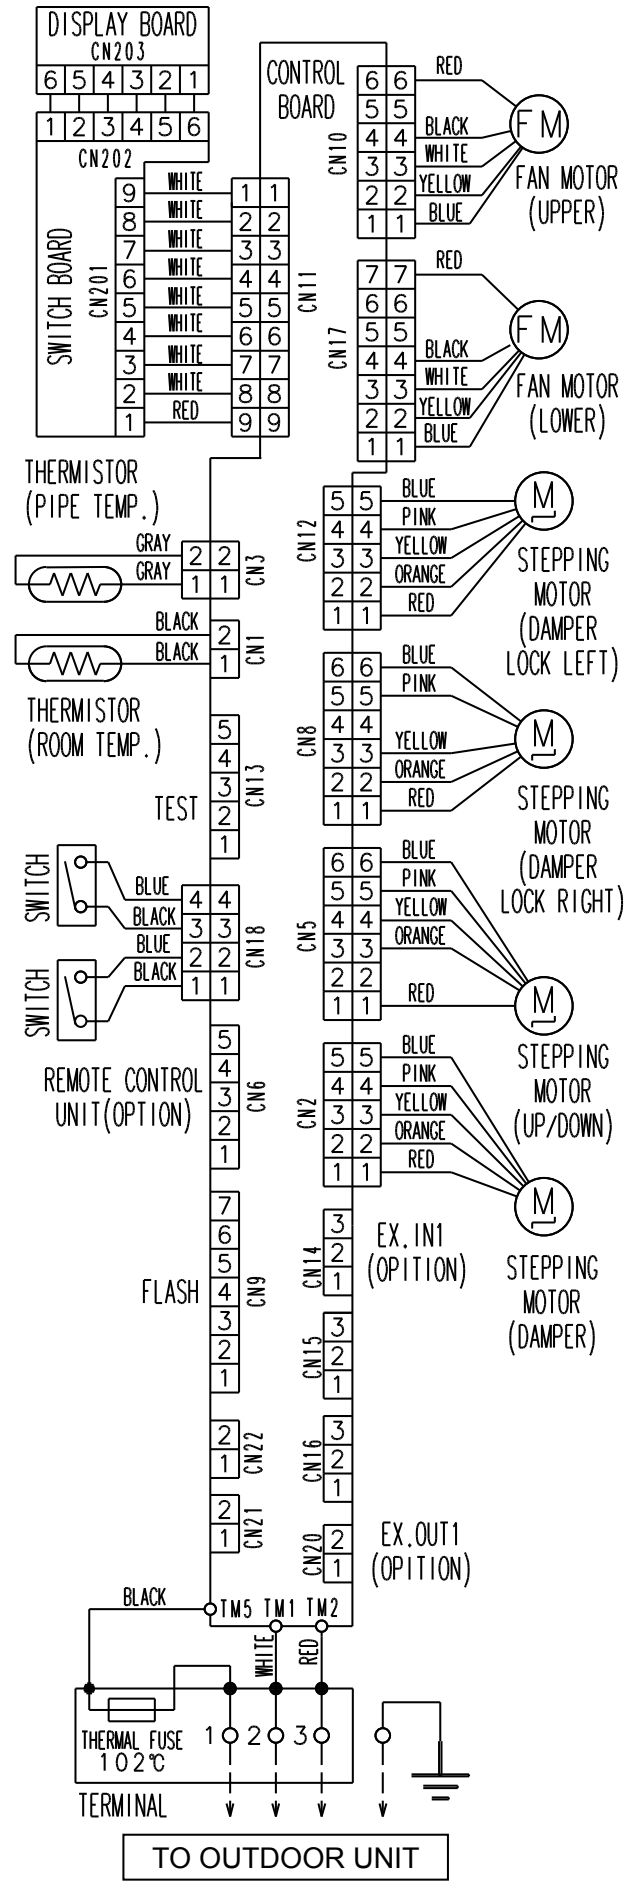 DISPLAY BOARD
CN203
6 5 4 3 2 1
1 2 3 4 5 6
CN202
SWITCH BOARD
CN201
9 WHITE 1 1
8 WHITE 2 2
7 WHITE 3 3
6 WHITE 4 4
5 WHITE 5 5
4 WHITE 6 6
3 WHITE 7 7
2 WHITE 8 8
1 RED 9 9
CN11
CONTROL
BOARD
CN10
6 6 RED
5 5
4 4 BLACK
3 3 WHITE
2 2 YELLOW
1 1 BLUE
FM
FAN MOTOR
(UPPER)
CN17
7 7 RED
6 6
5 5
4 4 BLACK
3 3 WHITE
2 2 YELLOW
1 1 BLUE
FM
FAN MOTOR
(LOWER)
THERMISTOR
(PIPE TEMP.)
GRAY 2 2
GRAY 1 1
CN3
BLACK 2
BLACK 1
CN1
THERMISTOR
(ROOM TEMP.)
CN12
5 5 BLUE
4 4 PINK
3 3 YELLOW
2 2 ORANGE
1 1 RED
M
STEPPING
MOTOR
(DAMPER
LOCK LEFT)
CN8
6 6 BLUE
5 5 PINK
4 4
3 3 YELLOW
2 2 ORANGE
1 1 RED
M
STEPPING
MOTOR
(DAMPER
LOCK RIGHT)
TEST
5
4
3
2
1
CN13
SWITCH
SWITCH
BLUE 4 4
BLACK 3 3
BLUE 2 2
BLACK 1 1
CN18
CN5
6 6 BLUE
5 5 PINK
4 4 YELLOW
3 3 ORANGE
2 2
1 1 RED
M
STEPPING
MOTOR
(UP/DOWN)
REMOTE CONTROL
UNIT(OPTION)
5
4
3
2
1
CN6
CN2
5 5 BLUE
4 4 PINK
3 3 YELLOW
2 2 ORANGE
1 1 RED
M
STEPPING
MOTOR
(DAMPER)
FLASH
7
6
5
4
3
2
1
CN9
CN14
3
2
1
EX.IN1
(OPITION)
CN15
3
2
1
CN16
3
2
1
2
1
CN22
2
1
CN21
CN20
2
1
EX.OUT1
(OPITION)
BLACK
TM5 TM1 TM2
WHITE
RED
THERMAL FUSE
102℃
1 2 3
TERMINAL
TO OUTDOOR UNIT